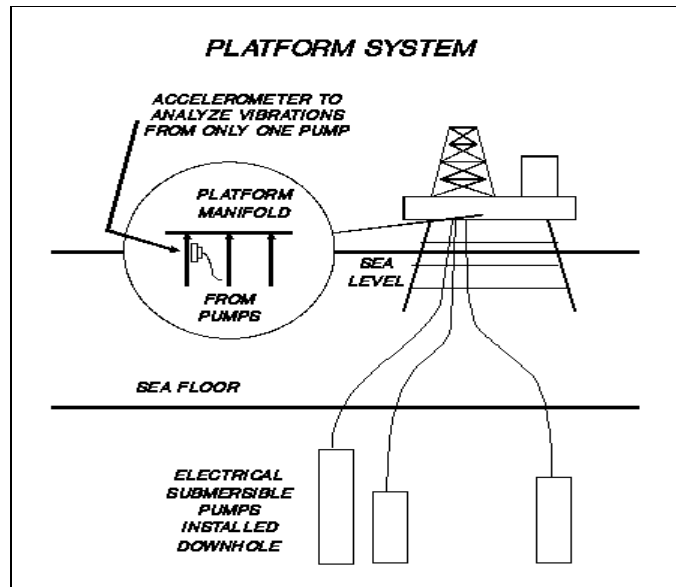 PLATFORM SYSTEM
ACCELEROMETER TO
ANALYZE VIBRATIONS
FROM ONLY ONE PUMP
PLATFORM
MANIFOLD
FROM
PUMPS
SEA
LEVEL
SEA FLOOR
ELECTRICAL
SUBMERSIBLE
PUMPS
INSTALLED
DOWNHOLE